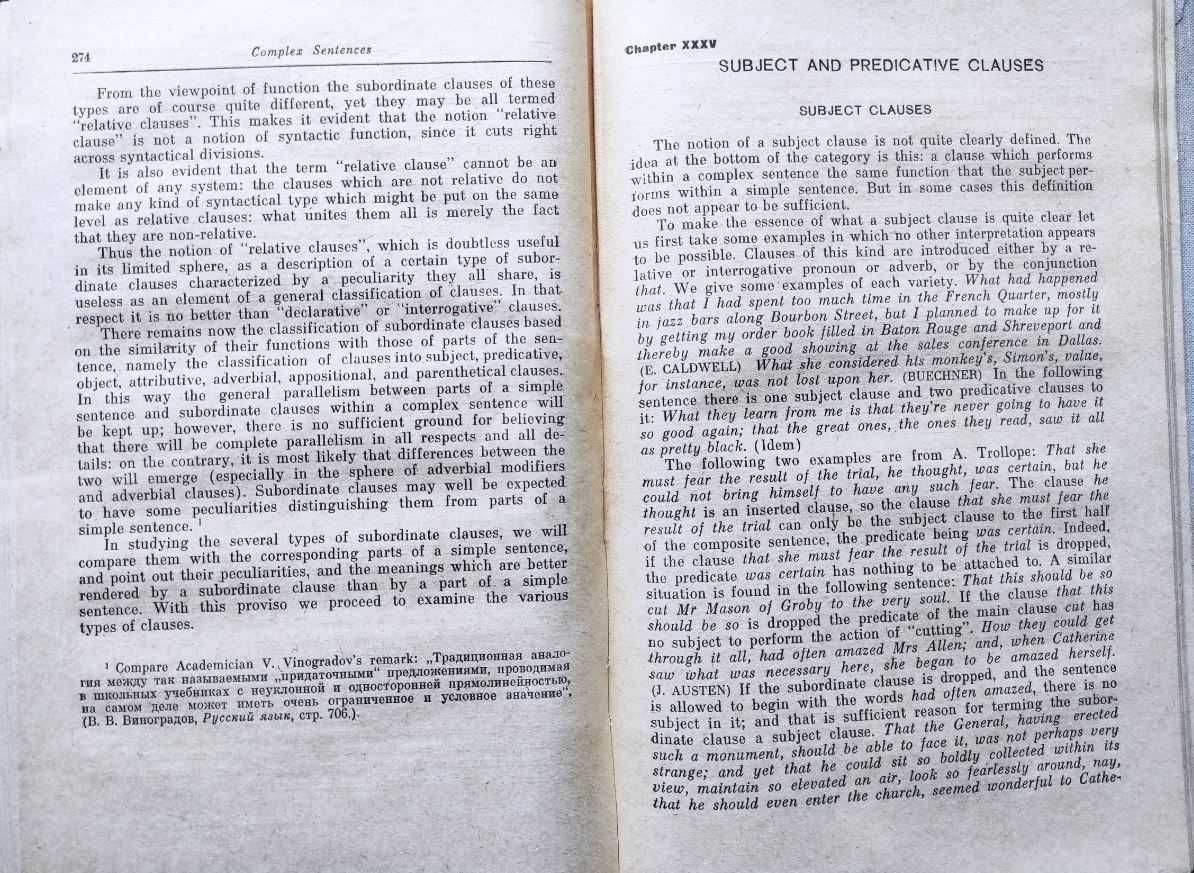 274
Complex Sentences
From the viewpoint of function the subordinate clauses of these
types are of course quite different, yet they may be all termed
“relative clauses”. This makes it evident that the notion “relative
clause” is not a notion of syntactic function, since it cuts right
across syntactical divisions.
It is also evident that the term “relative clause” cannot be an
element of any system: the clauses which are not relative do not
make any kind of syntactical type which might be put on the same
level as relative clauses: what unites them all is merely the fact
that they are non-relative.
Thus the notion of “relative clauses”, which is doubtless useful
in its limited sphere, as a description of a certain type of subor-
dinate clauses characterized by a peculiarity they all share, is
useless as an element of a general classification of clauses. In that
respect it is no better than “declarative” or “interrogative” clauses.
There remains now the classification of subordinate clauses based
on the similarity of their functions with those of parts of the sen-
tence, namely the classification of clauses into subject, predicative,
object, attributive, adverbial, appositional, and parenthetical clauses.
In this way the general parallelism between parts of a simple
sentence and subordinate clauses within a complex sentence will
be kept up; however, there is no sufficient ground for believing
that there will be complete parallelism in all respects and all de-
tails: on the contrary, it is most likely that differences between the
two will emerge (especially in the sphere of adverbial modifiers
and adverbial clauses). Subordinate clauses may well be expected
to have some peculiarities distinguishing them from parts of a
simple sentence. ¹
In studying the several types of subordinate clauses, we will
compare them with the corresponding parts of a simple sentence,
and point out their peculiarities, and the meanings which are better
rendered by a subordinate clause than by a part of a simple
sentence. With this proviso we proceed to examine the various
types of clauses.
¹ Compare Academician V. Vinogradov’s remark: „Традиционная анало-
гия между так называемыми „придаточными“ предложениями, проводимая
в школьных учебниках с неуклонной и односторонней прямолинейностью,
на самом деле может иметь очень ограниченное и условное значение“.
(В. В. Виноградов, Русский язык, стр. 706.)
Chapter XXXV
SUBJECT AND PREDICATIVE CLAUSES
SUBJECT CLAUSES
The notion of a subject clause is not quite clearly defined. The
idea at the bottom of the category is this: a clause which performs
within a complex sentence the same function that the subject per-
forms within a simple sentence. But in some cases this definition
does not appear to be sufficient.
To make the essence of what a subject clause is quite clear let
us first take some examples in which no other interpretation appears
to be possible. Clauses of this kind are introduced either by a re-
lative or interrogative pronoun or adverb, or by the conjunction
that. We give some examples of each variety. What had happened
was that I had spent too much time in the French Quarter, mostly
in jazz bars along Bourbon Street, but I planned to make up for it
by getting my order book filled in Baton Rouge and Shreveport and
thereby make a good showing at the sales conference in Dallas.
(E. CALDWELL) What she considered his monkey’s, Simon’s, value,
for instance, was not lost upon her. (BUECHNER) In the following
sentence there is one subject clause and two predicative clauses to
it: What they learn from me is that they’re never going to have it
so good again; that the great ones, the ones they read, saw it all
as pretty black. (idem)
The following two examples are from A. Trollope: That she
must fear the result of the trial, he thought, was certain, but he
could not bring himself to have any such fear. The clause he
thought is an inserted clause, so the clause that she must fear the
result of the trial can only be the subject clause to the first half
of the composite sentence, the predicate being was certain. Indeed,
if the clause that she must fear the result of the trial is dropped,
the predicate was certain has nothing to be attached to. A similar
situation is found in the following sentence: That this should be so
cut Mr Mason of Groby to the very soul. If the clause that this
should be so is dropped the predicate of the main clause cut has
no subject to perform the action of “cutting”. How they could get
through it all, had often amazed Mrs Allen; and, when Catherine
saw what was necessary here, she began to be amazed herself.
(J. AUSTEN) If the subordinate clause is dropped, and the sentence
is allowed to begin with the words had often amazed, there is no
subject in it; and that is sufficient reason for terming the subor-
dinate clause a subject clause. That the General, having erected
such a monument, should be able to face it, was not perhaps very
strange; and yet that he could sit so boldly collected within its
view, maintain so elevated an air, look so fearlessly around, nay,
that he should even enter the church, seemed wonderful to Cathe-